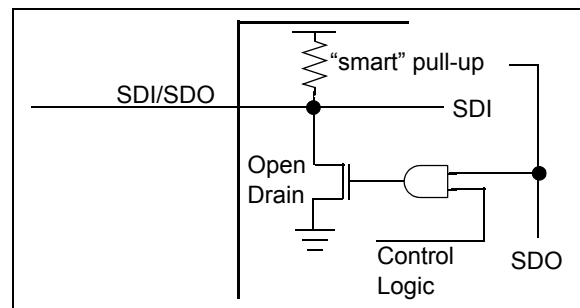 “smart” pull-up
SDI/SDO
SDI
Open
Drain
Control
Logic
SDO